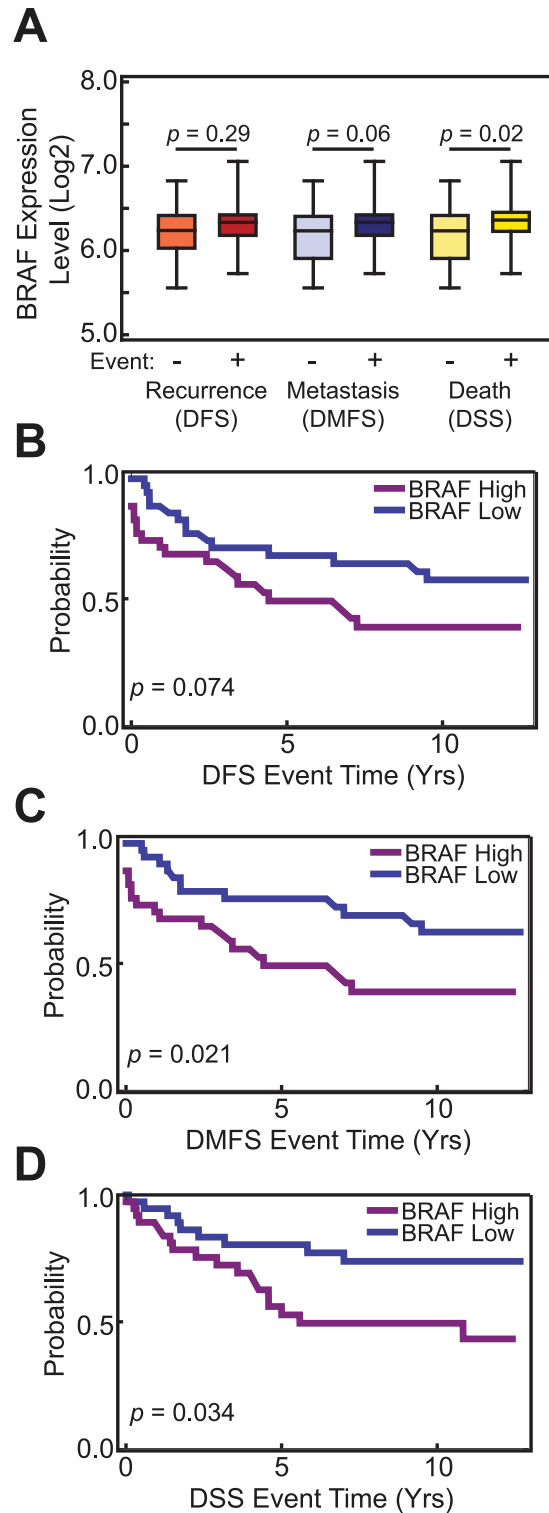 A
BRAF Expression
Level (Log2)
8.0
7.0
6.0
5.0
p = 0.29
p = 0.06
p = 0.02
Event: - + - + - +
Recurrence
(DFS)
Metastasis
(DMFS)
Death
(DSS)
B
Probability
1.0
0.5
0.0
BRAF High
BRAF Low
p = 0.074
0 5 10
DFS Event Time (Yrs)
C
Probability
1.0
0.5
0.0
BRAF High
BRAF Low
p = 0.021
0 5 10
DMFS Event Time (Yrs)
D
Probability
1.0
0.5
0.0
BRAF High
BRAF Low
p = 0.034
0 5 10
DSS Event Time (Yrs)